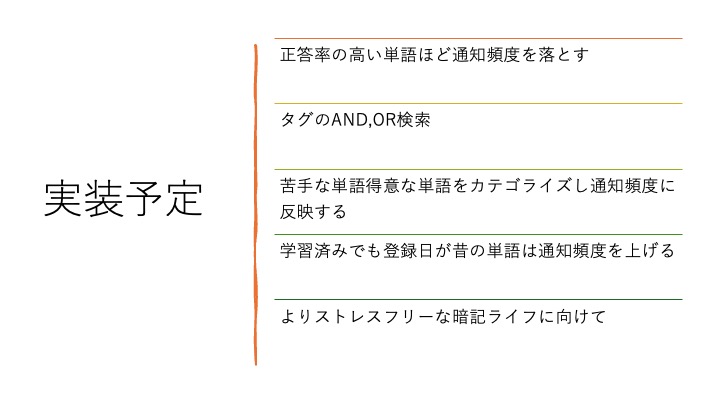 実装予定
正答率の高い単語ほど通知頻度を落とす
タグのAND,OR検索
苦手な単語得意な単語をカテゴライズし通知頻度に
反映する
学習済みでも登録日が昔の単語は通知頻度を上げる
よりストレスフリーな暗記ライフに向けて